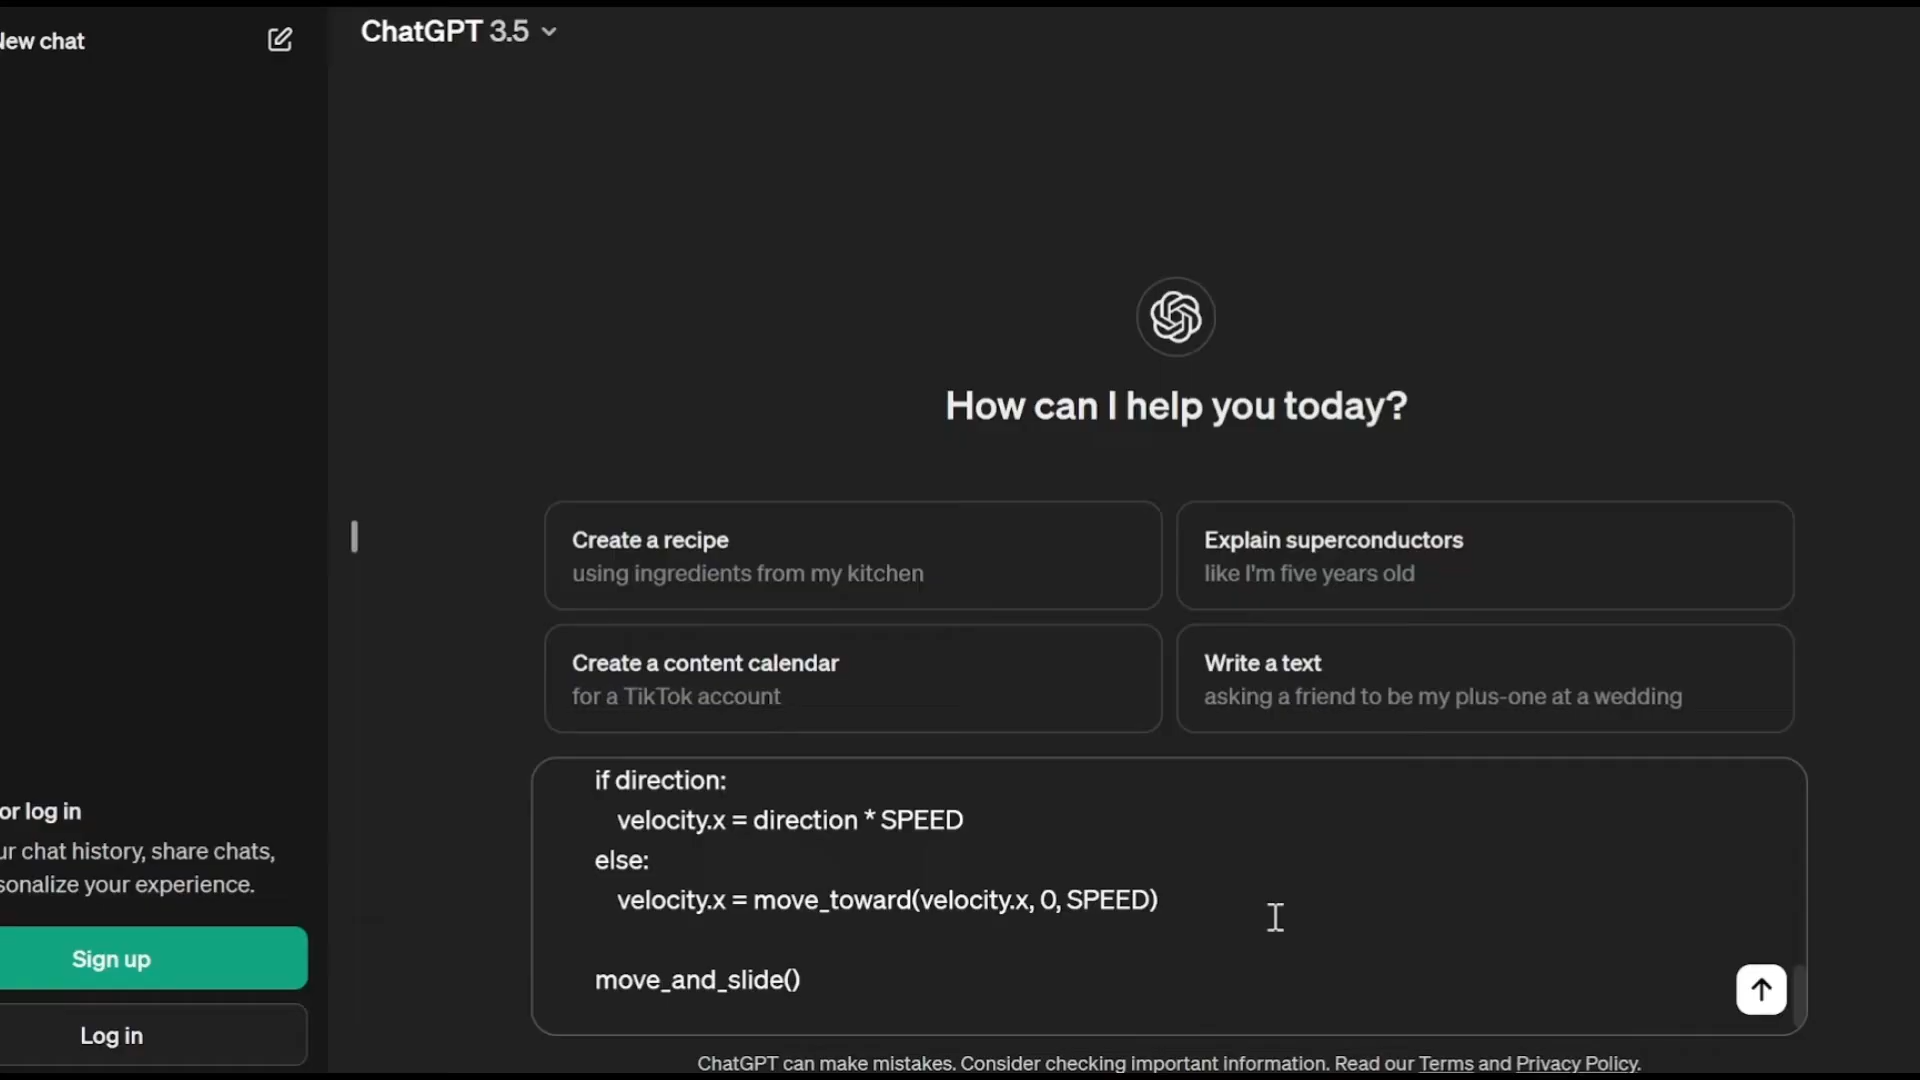 New chat
ChatGPT 3.5
How can I help you today?
Create a recipe
using ingredients from my kitchen
Explain superconductors
like I'm five years old
Create a content calendar
for a TikTok account
Write a text
asking a friend to be my plus-one at a wedding
if direction:
velocity.x = direction * SPEED
else:
velocity.x = move_toward(velocity.x, 0, SPEED)
move_and_slide()
or log in
ur chat history, share chats,
sonalize your experience.
Sign up
Log in
ChatGPT can make mistakes. Consider checking important information. Read our Terms and Privacy Policy.